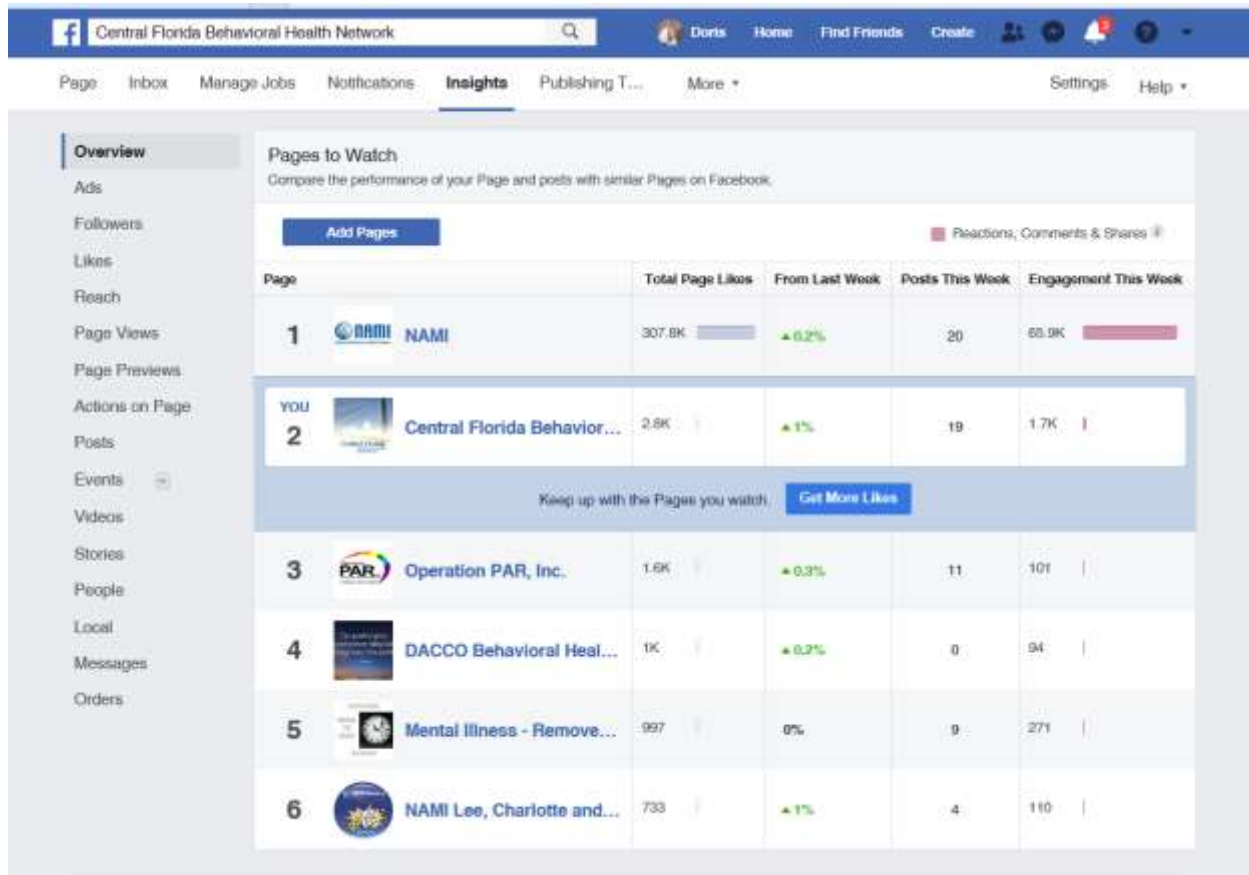 Central Florida Behavioral Health Network
Doris Home Find Friends Create
Page Inbox Manage Jobs Notifications Insights Publishing T... More Settings Help
Overview
Ads
Followers
Likes
Reach
Page Views
Page Previews
Actions on Page
Posts
Events
Videos
Stories
People
Local
Messages
Orders
Pages to Watch
Compare the performance of your Page and posts with similar Pages on Facebook.
Add Pages Reactions, Comments & Shares
Page Total Page Likes From Last Week Posts This Week Engagement This Week
1 NAMI NAMI 307.8K 0.2% 20 65.9K
YOU
2 Central Florida Behavior... 2.8K 1% 19 1.7K
Keep up with the Pages you watch. Get More Likes
3 PAR Operation PAR, Inc. 1.6K 0.3% 11 101
4 DACCO Behavioral Heal... 1K 0.2% 0 94
5 Mental Illness - Remove... 997 0% 9 271
6 NAMI Lee, Charlotte and... 733 1% 4 110